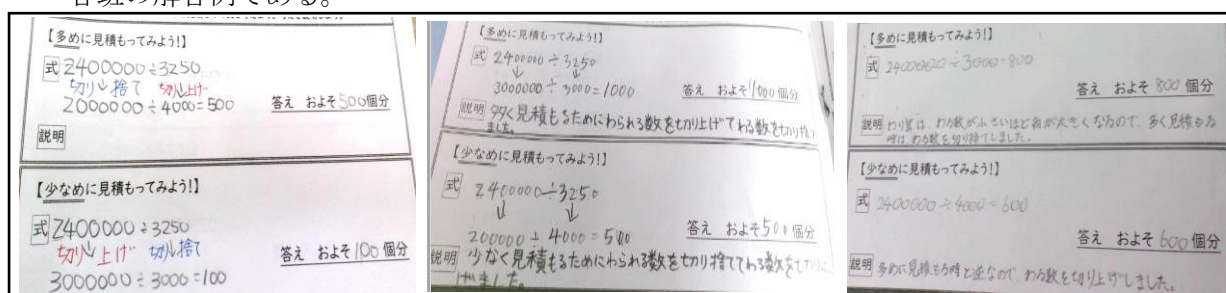 各班の解答例である。
【多めに見積もってみよう!】
式 2400000÷3250
切り捨て 切り上げ
2000000÷4000=500
答え およそ500個分
説明
【少なめに見積もってみよう!】
式 2400000÷3250
切り上げ 切り捨て
答え およそ100個分
3000000÷3000=100
【多めに見積もってみよう!】
式 2400000÷3250
3000000÷3000=1000
答え およそ1000個分
説明 多く見積もるためにわられる数を切り上げてわる数を切り捨て
ました。
【少なめに見積もってみよう!】
式 2400000÷3250
200000÷4000=500
答え およそ500個分
説明 少なく見積もるためにわられる数を切り捨ててわる数を切り上
げました。
【多めに見積もってみよう!】
式 2400000÷3000=800
答え およそ800個分
説明 わり算は、わる数が小さいほど商が大きくなるので、多く見積もる
時は、わる数を切り捨てしました。
【少なめに見積もってみよう!】
式 2400000÷4000=600
答え およそ600個分
説明 多めに見積もる時と逆なので、わる数を切り上げしました。